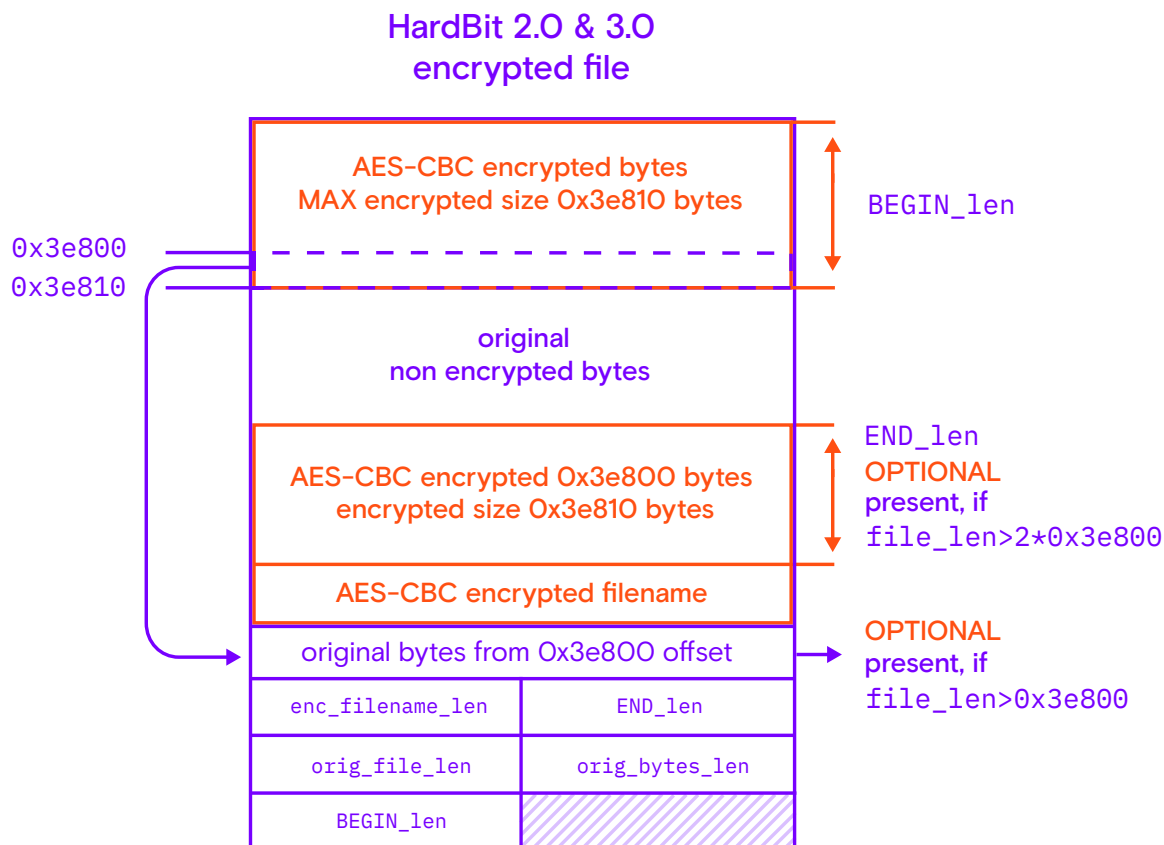 HardBit 2.0 & 3.0
encrypted file
AES-CBC encrypted bytes
MAX encrypted size 0x3e810 bytes
BEGIN_len
0x3e800
0x3e810
original
non encrypted bytes
AES-CBC encrypted 0x3e800 bytes
encrypted size 0x3e810 bytes
END_len
OPTIONAL
present, if
file_len>2*0x3e800
AES-CBC encrypted filename
original bytes from 0x3e800 offset
OPTIONAL
present, if
file_len>0x3e800
enc_filename_len
END_len
orig_file_len
orig_bytes_len
BEGIN_len